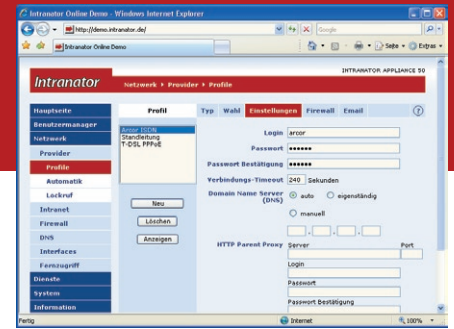 Intranator Online Demo - Windows Internet Explorer
http://demo.intranator.de/
Google
Intranator Online Demo
Seite
Extras
INTRANATOR APPLIANCE 50
Intranator
Netzwerk Provider Profile
Hauptseite
Benutzermanager
Netzwerk
Provider
Profile
Automatik
Lockruf
Intranet
Firewall
DNS
Interfaces
Fernzugriff
Dienste
System
Information
Profil
Arcor ISDN
Standleitung
T-DSL PPPoE
Neu
Löschen
Anzeigen
Typ Wahl Einstellungen Firewall Email
Login arcor
Passwort ••••••
Passwort Bestätigung ••••••
Verbindungs-Timeout 240 Sekunden
Domain Name Server (DNS) auto eigenständig
manuell
HTTP Parent Proxy Server Port
Login
Passwort
Passwort Bestätigung
Fertig
Internet
100%